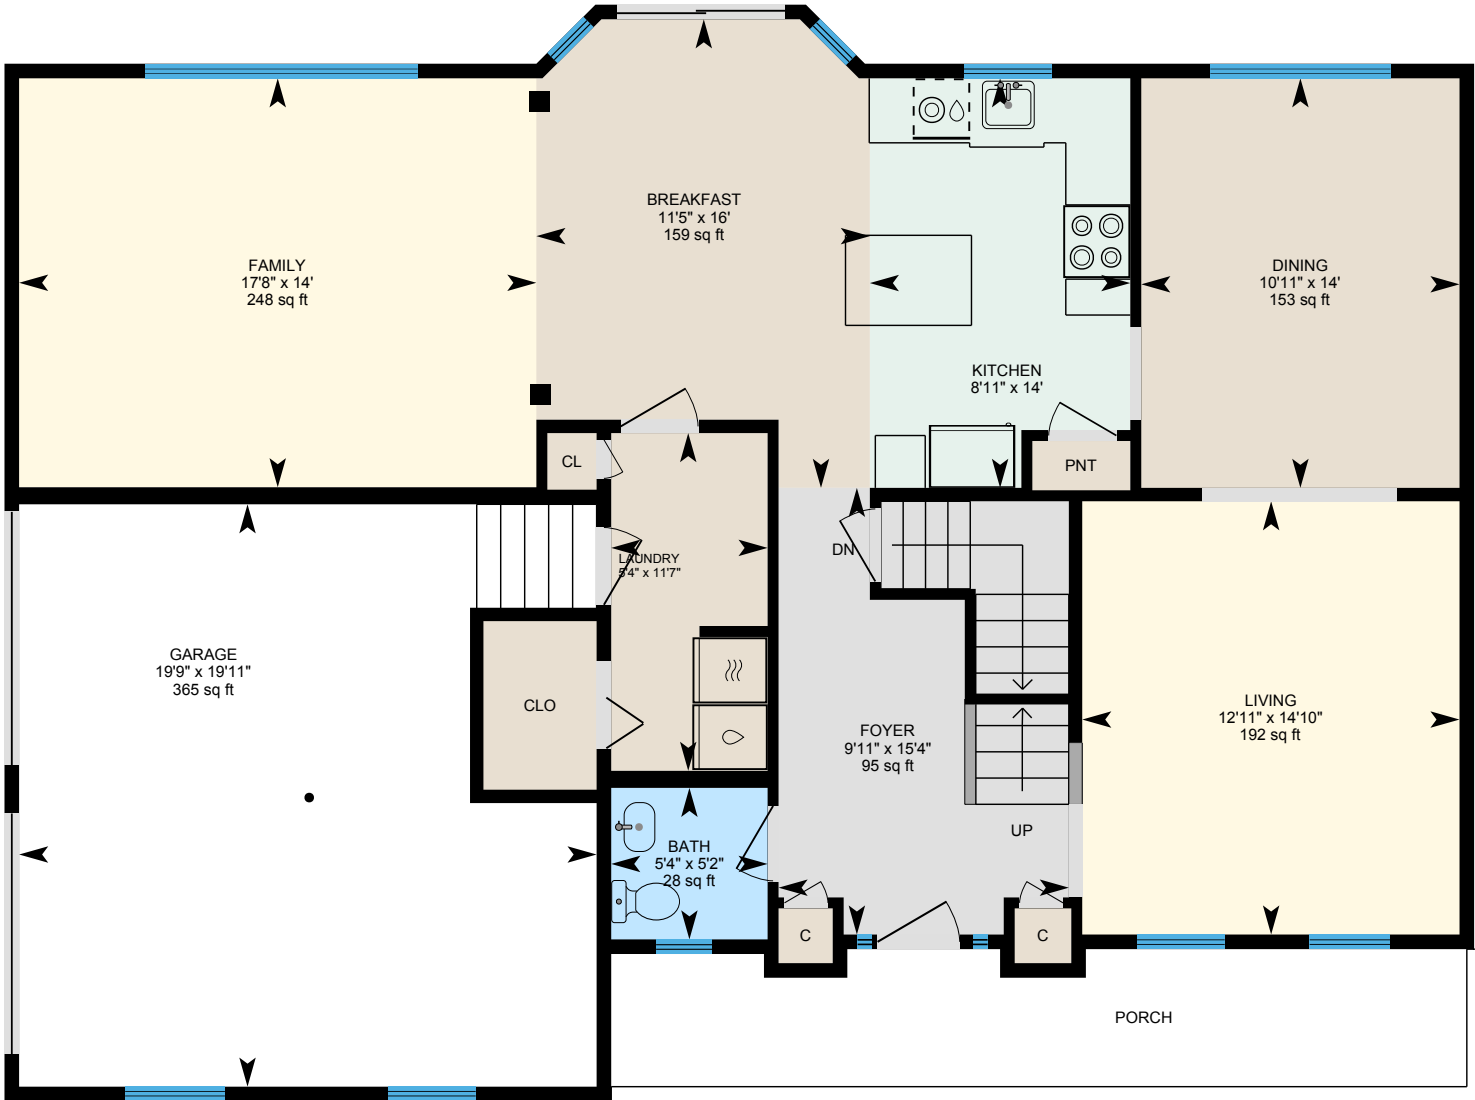 BREAKFAST
11'5" x 16'
159 sq ft
FAMILY
17'8" x 14'
248 sq ft
DINING
10'11" x 14'
153 sq ft
KITCHEN
8'11" x 14'
CL
PNT
DN
LAUNDRY
5'4" x 11'7"
GARAGE
19'9" x 19'11"
365 sq ft
CLO
LIVING
12'11" x 14'10"
192 sq ft
FOYER
9'11" x 15'4"
95 sq ft
UP
BATH
5'4" x 5'2"
28 sq ft
C
C
PORCH